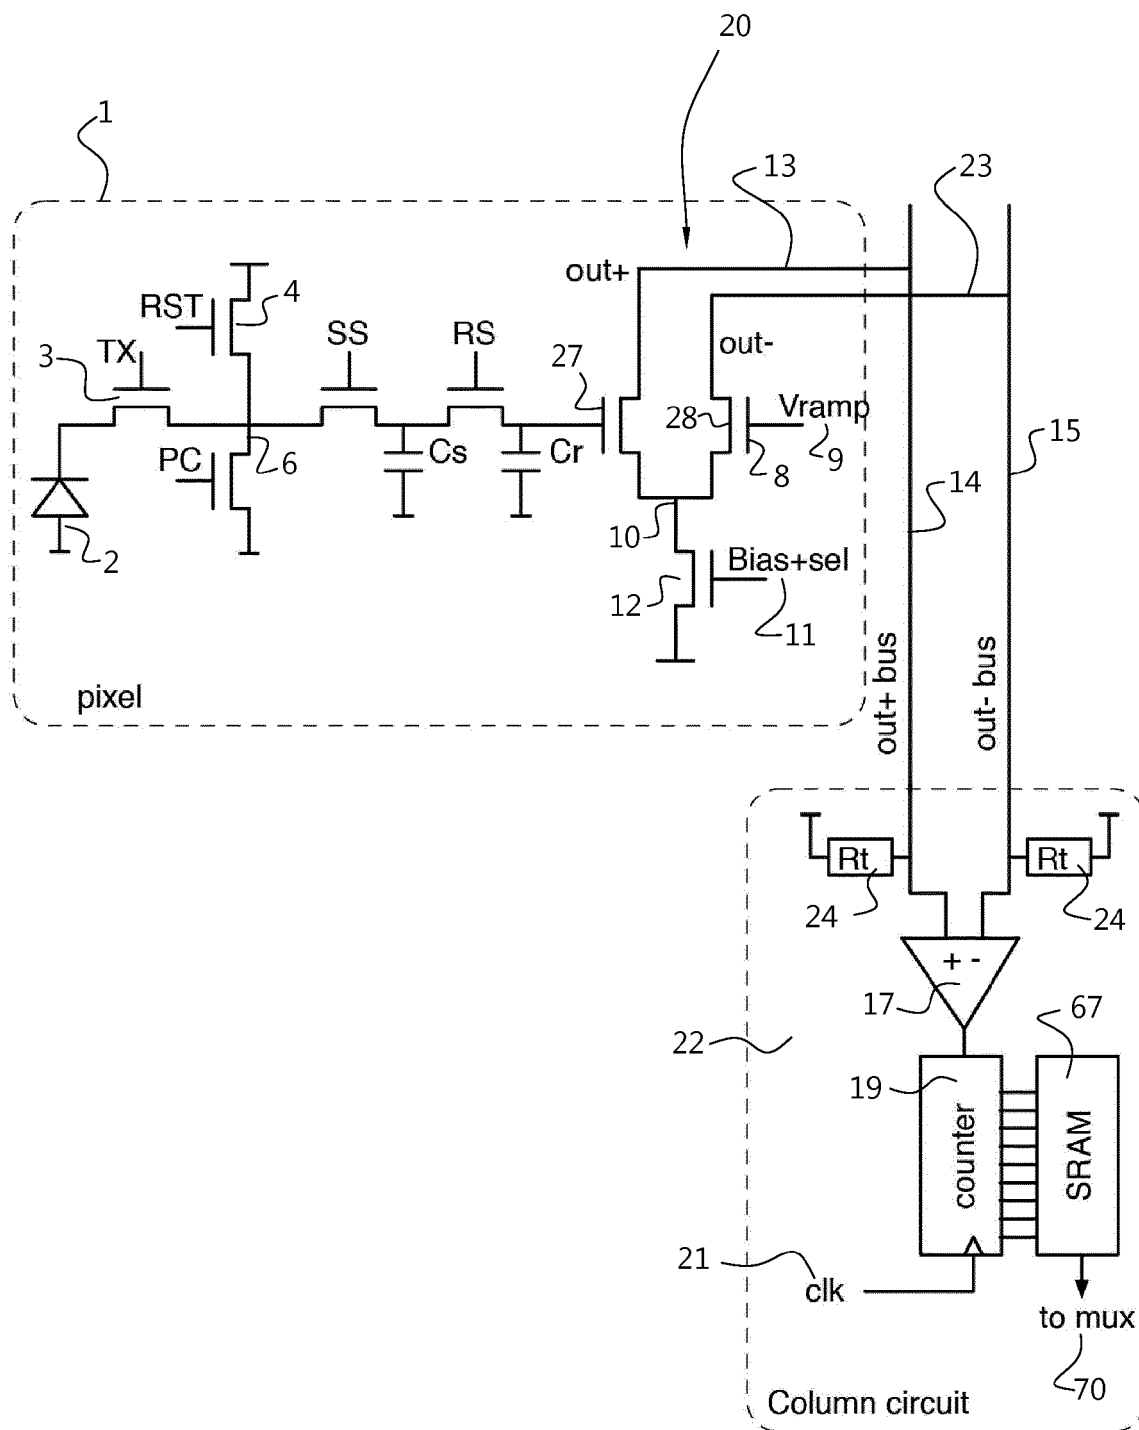 20
1
13
23
out+
RST
4
SS
RS
out-
3
TX
27
Vramp
28
15
PC
6
Cs
Cr
8
9
14
10
2
Bias+sel
12
11
pixel
out+ bus
out- bus
Rt
Rt
24
24
+ -
17
67
22
19
counter
SRAM
21
clk
to mux
70
Column circuit